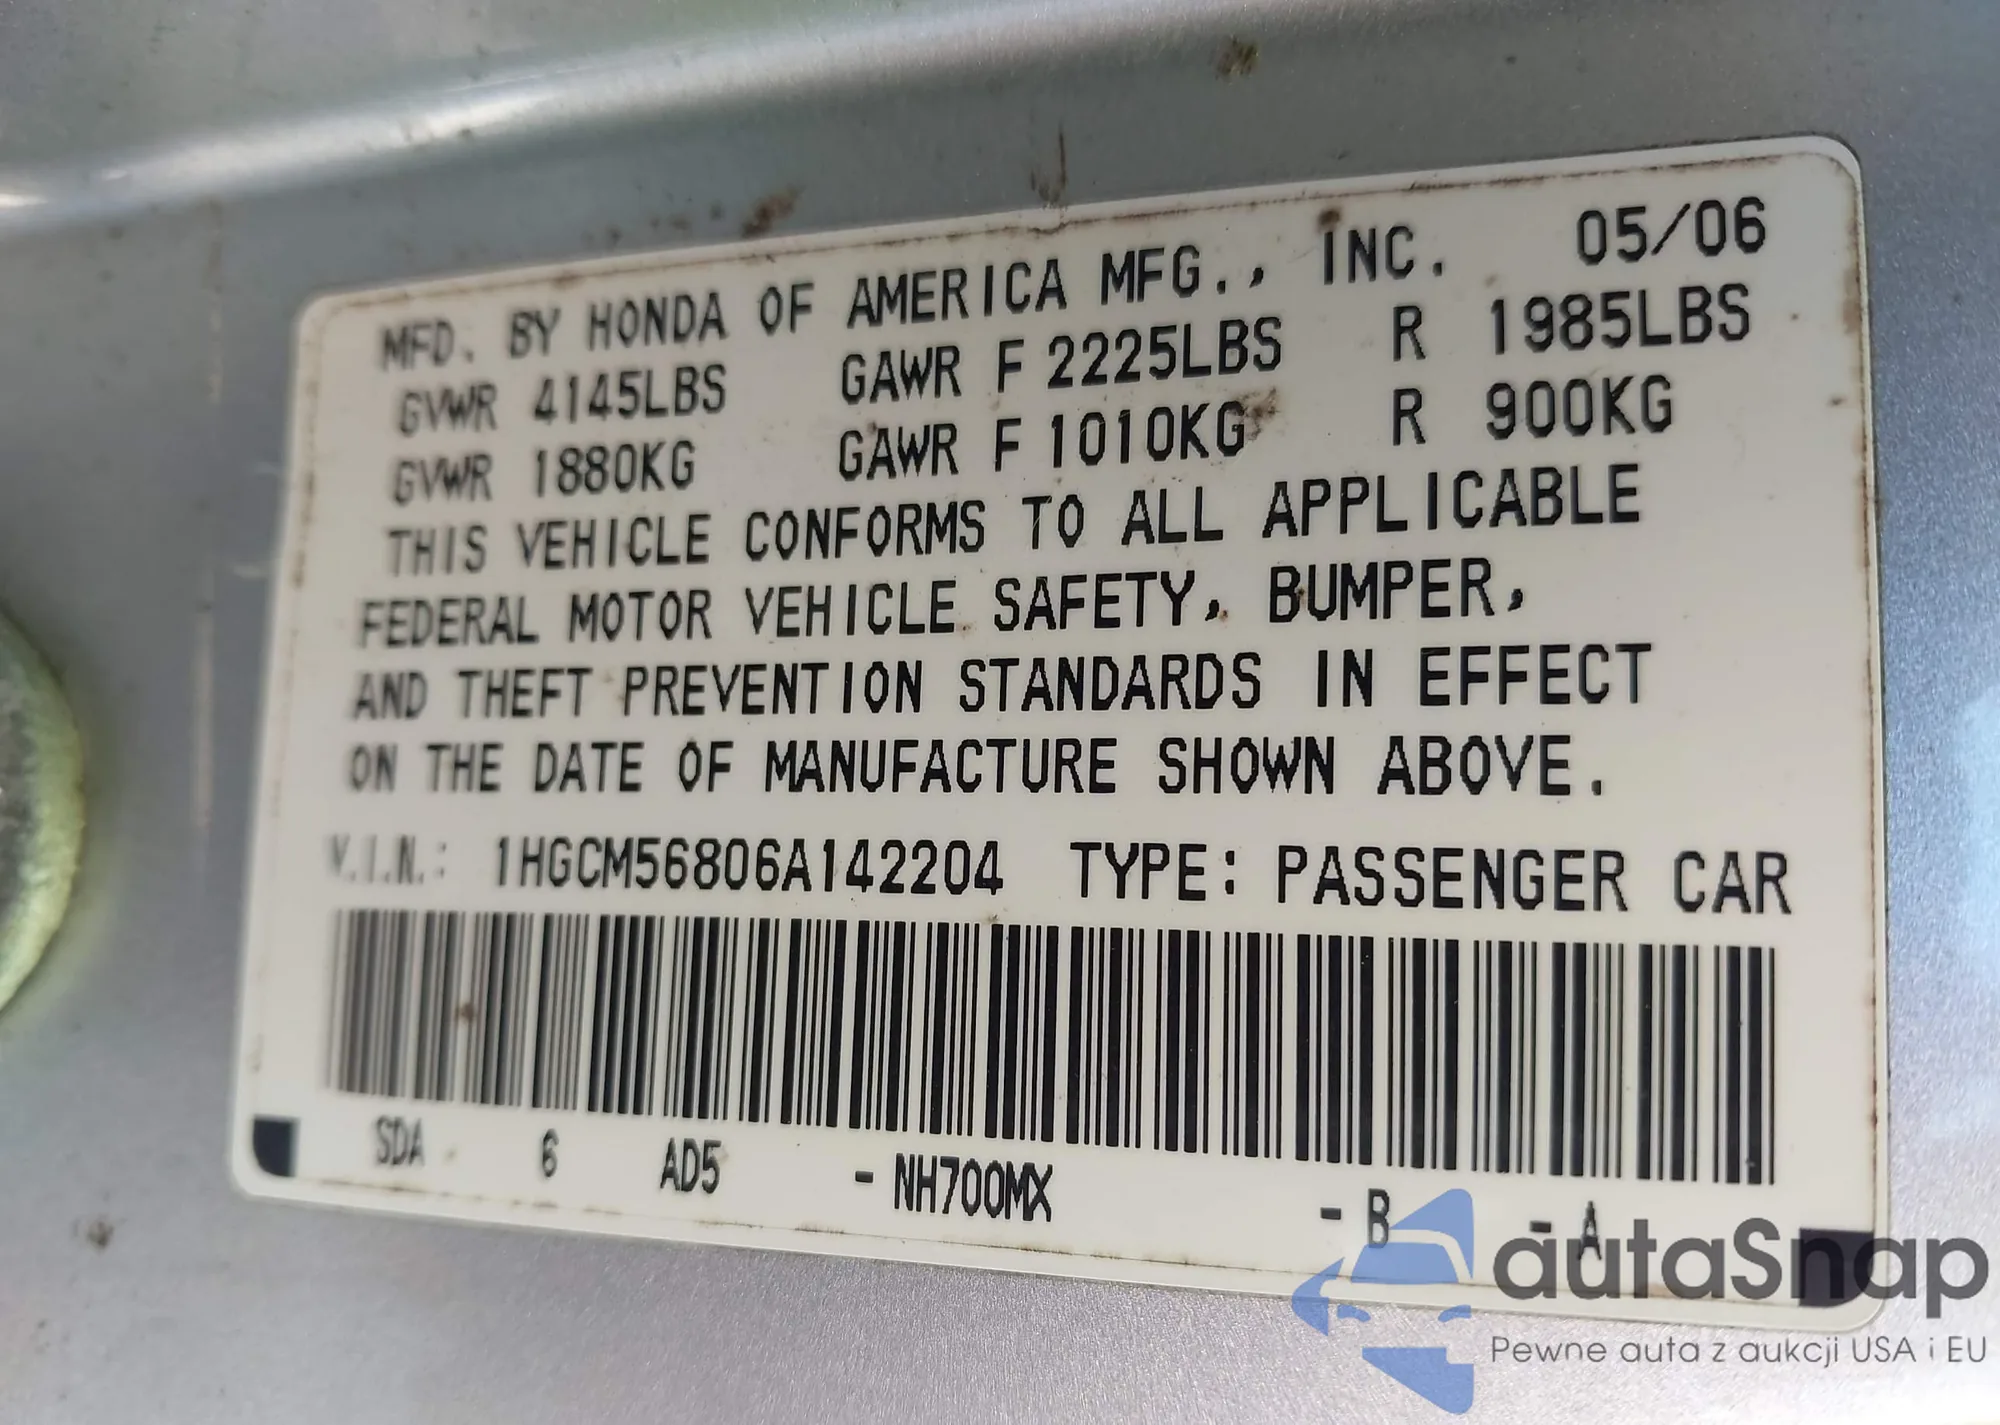 MFD. BY HONDA OF AMERICA MFG., INC. 05/06
GVWR 4145LBS GAWR F 2225LBS R 1985LBS
GVWR 1880KG GAWR F 1010KG R 900KG
THIS VEHICLE CONFORMS TO ALL APPLICABLE
FEDERAL MOTOR VEHICLE SAFETY, BUMPER,
AND THEFT PREVENTION STANDARDS IN EFFECT
ON THE DATE OF MANUFACTURE SHOWN ABOVE.
V.I.N.: 1HGCM56806A142204 TYPE: PASSENGER CAR
SDA 6 AD5 - NH700MX - B - A
autaSnap
Pewne auta z aukcji USA i EU